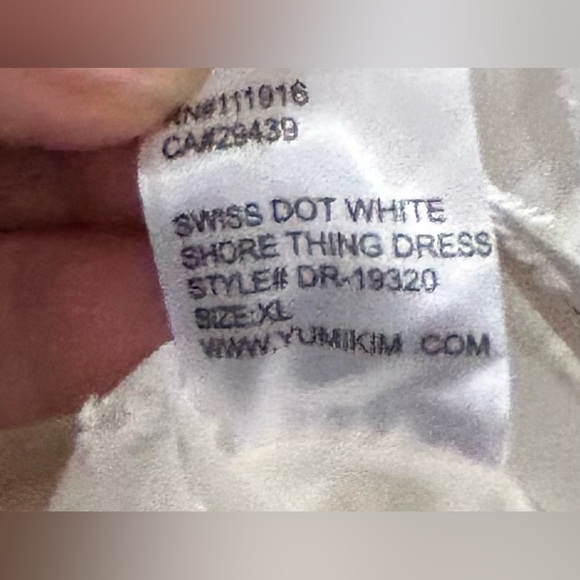 RN#111916
CA#29439
SWISS DOT WHITE
SHORE THING DRESS
STYLE# DR-19320
SIZE:XL
WWW.YUMIKIM.COM